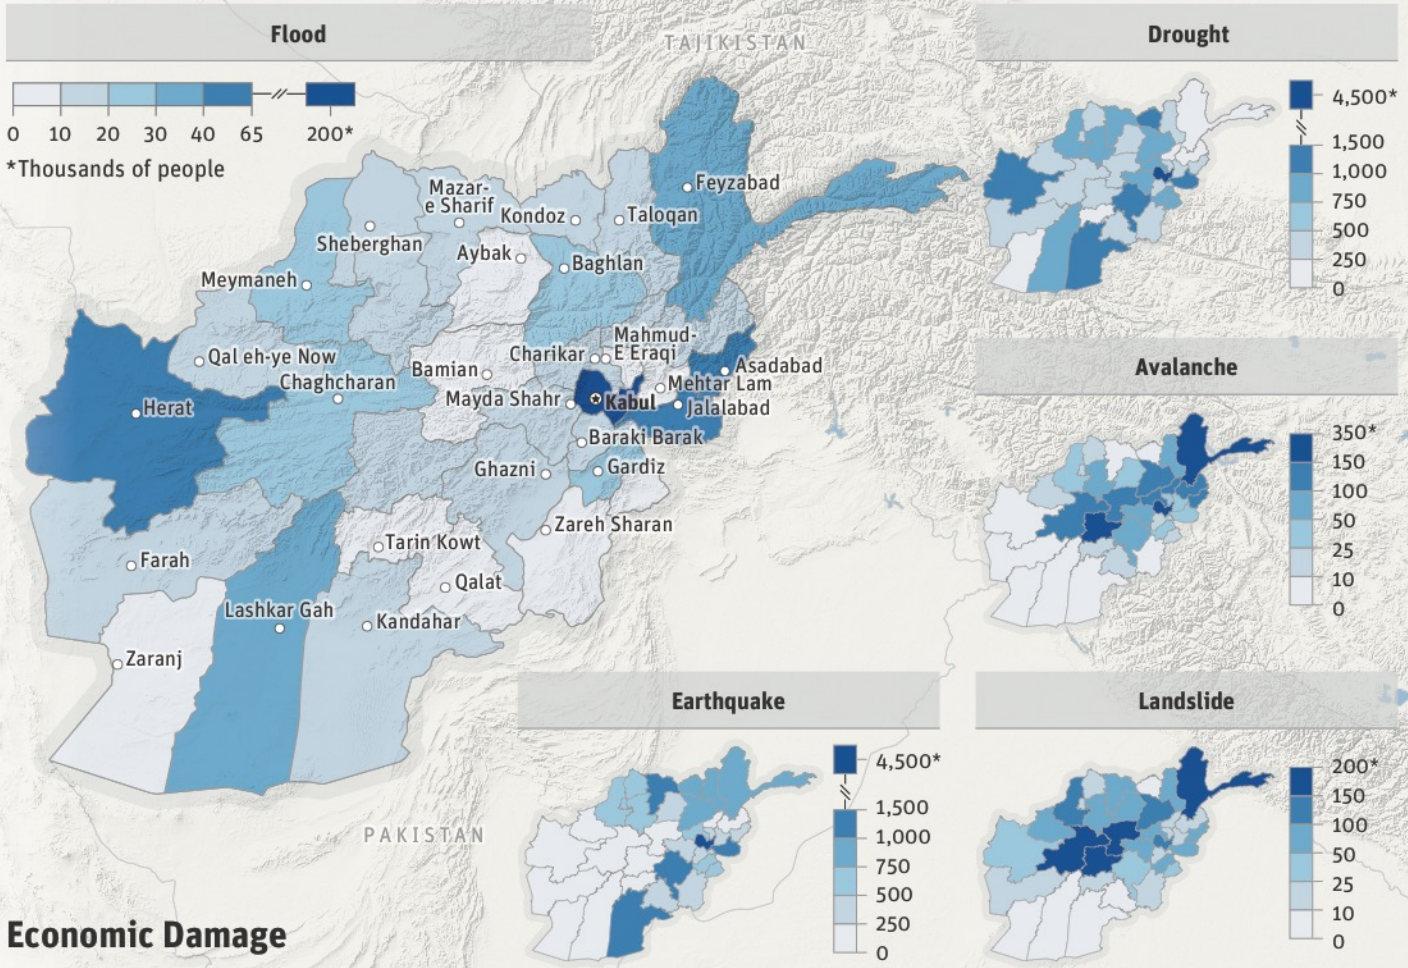 Flood
0 10 20 30 40 65 200*
*Thousands of people
TAJIKISTAN
Feyzabad
Mazar-
e Sharif
Kondoz
Taloqan
Sheberghan
Aybak
Baghlan
Meymaneh
Mahmud-
E Eraqi
Charikar
Qal eh-ye Now
Bamian
Asadabad
Chaghcharan
Mehtar Lam
Mayda Shahr
Kabul
Jalalabad
Herat
Baraki Barak
Ghazni
Gardiz
Zareh Sharan
Tarin Kowt
Farah
Qalat
Lashkar Gah
Kandahar
Zaranj
PAKISTAN
Economic Damage
Drought
4,500*
1,500
1,000
750
500
250
0
Avalanche
350*
150
100
50
25
10
0
Earthquake
4,500*
1,500
1,000
750
500
250
0
Landslide
200*
150
100
50
25
10
0